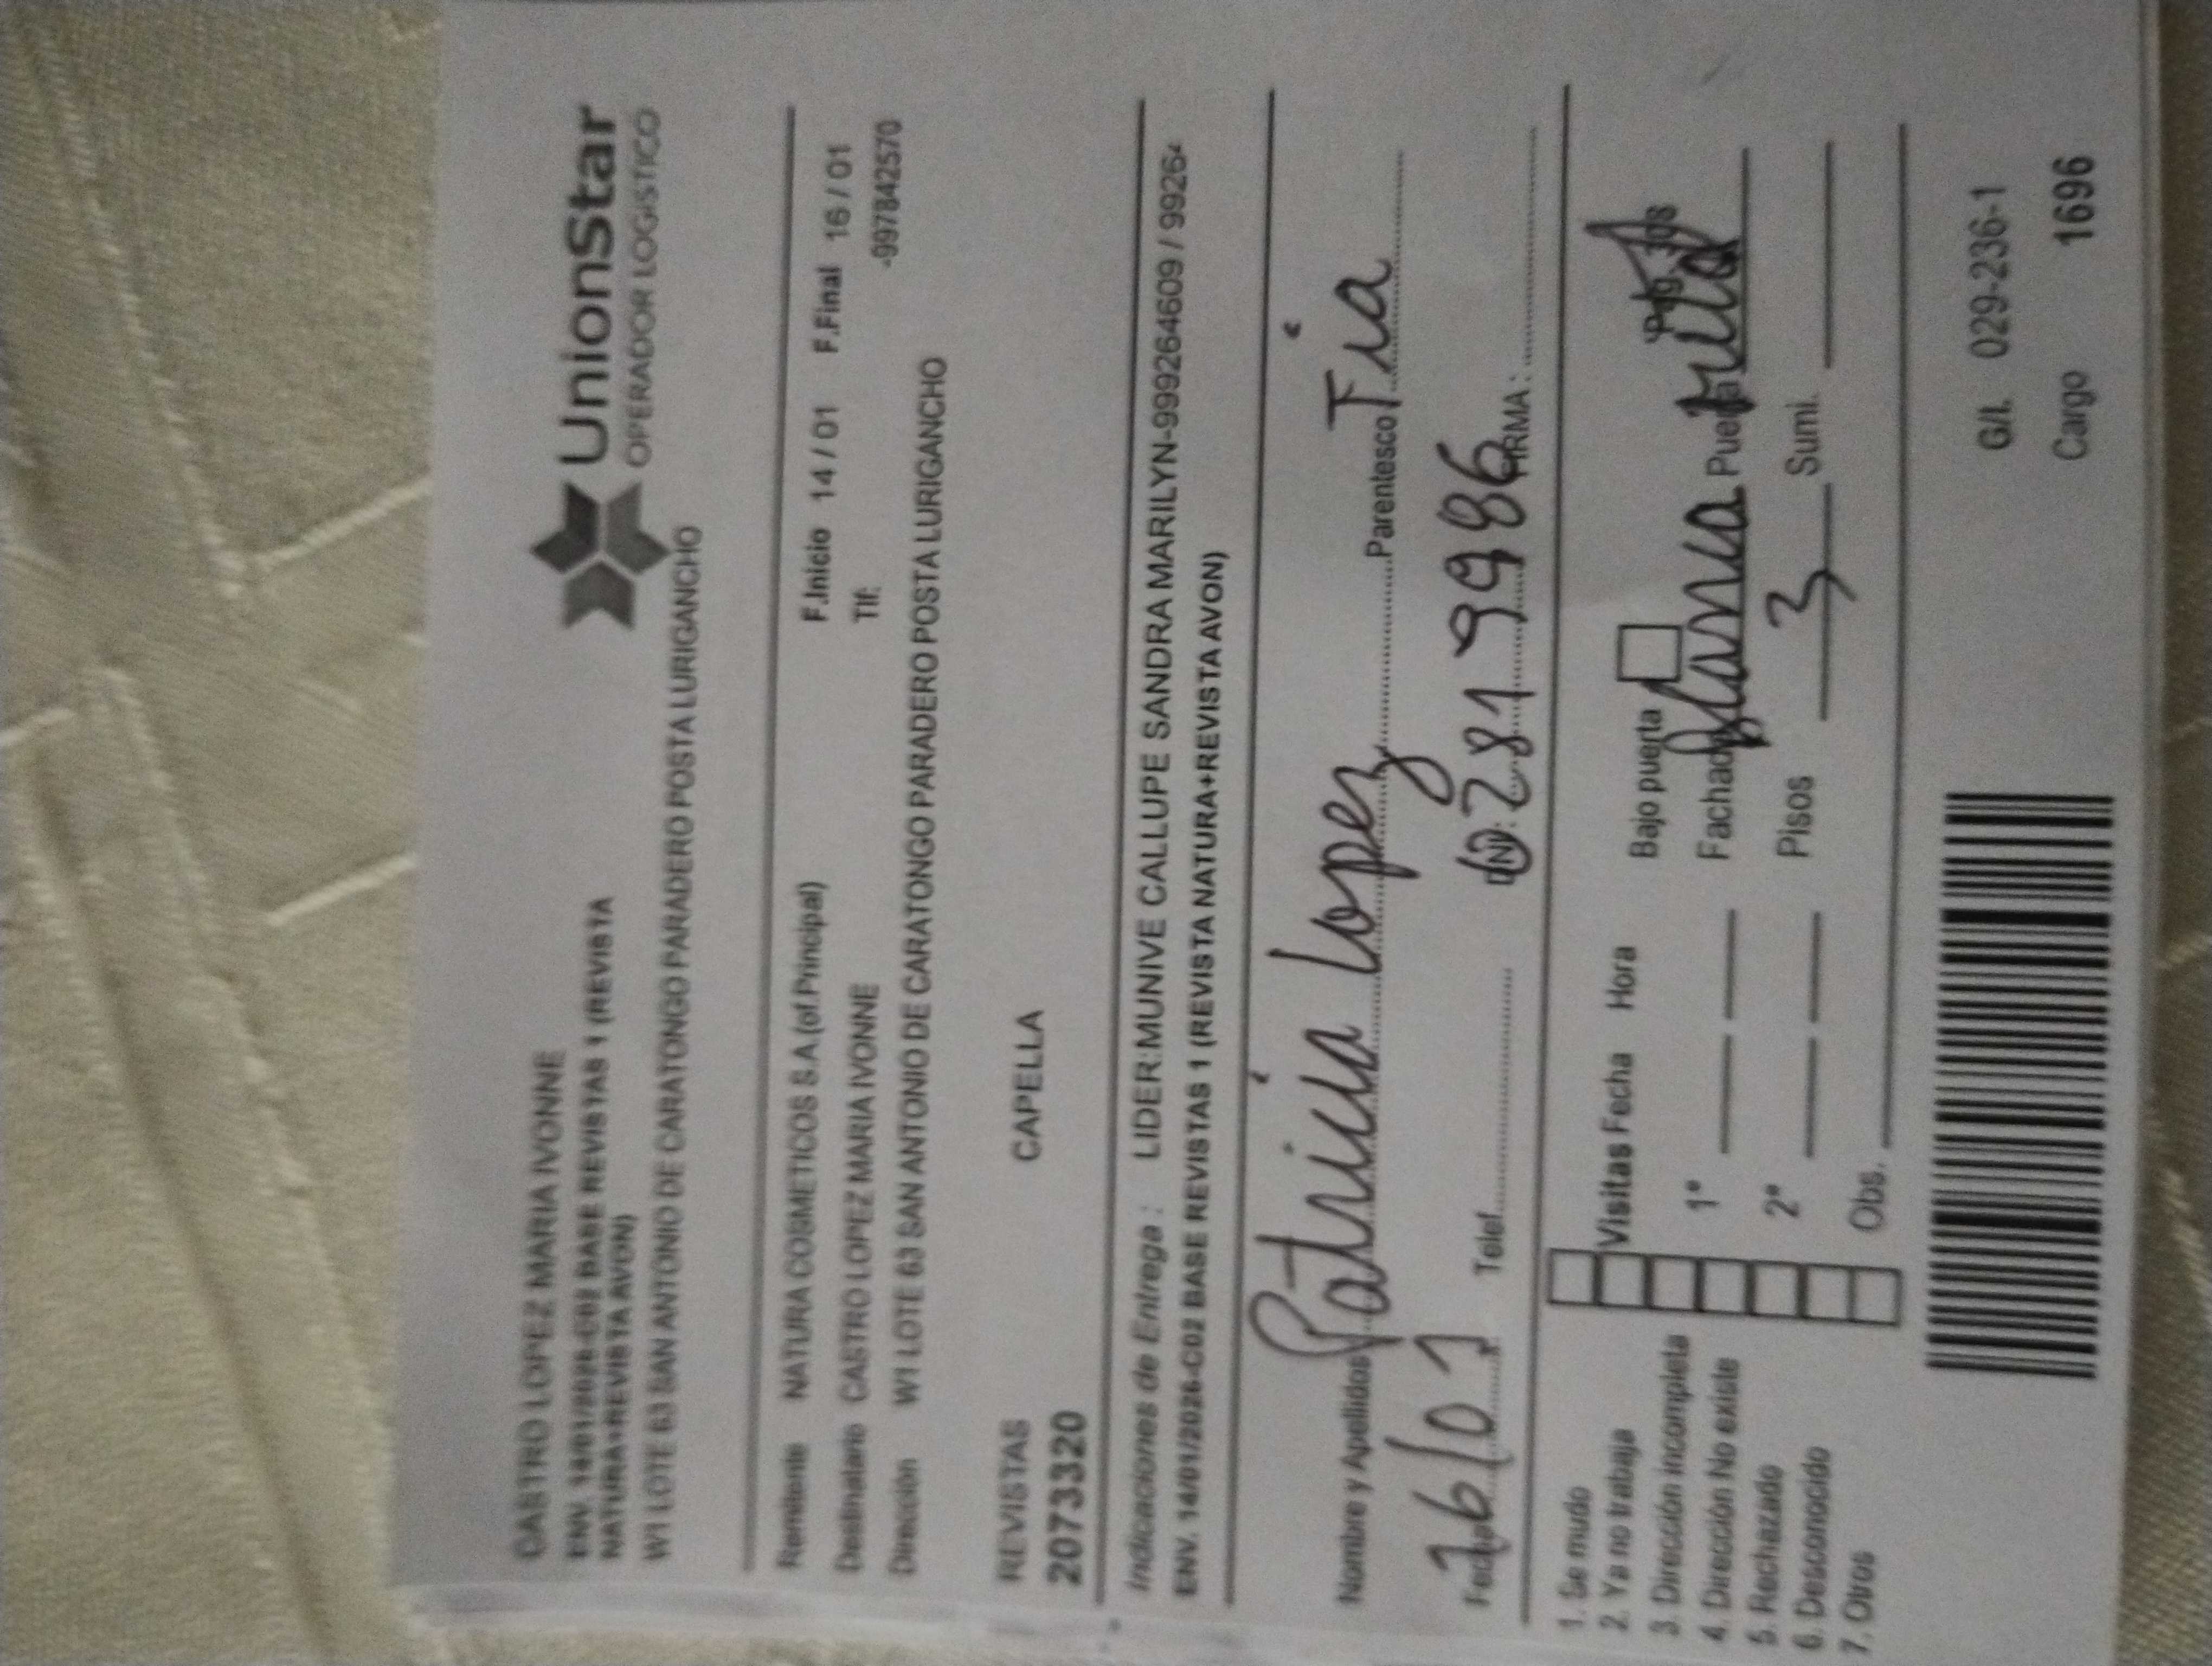 CASTRO LOPEZ MARIA IVONNE
ENV. 14/01/2026-C02 BASE REVISTAS 1 (REVISTA
NATURA+REVISTA AVON)
WI LOTE 63 SAN ANTONIO DE CARATONGO PARADERO POSTA LURIGANCHO
UnionStar
OPERADOR LOGISTICO
Remitente NATURA COSMETICOS S.A.(of.Principal) F.Inicio 14 / 01 F.Final 16 / 01
Destinatario CASTRO LOPEZ MARIA IVONNE Tlf: -997842570
Dirección WI LOTE 63 SAN ANTONIO DE CARATONGO PARADERO POSTA LURIGANCHO
REVISTAS CAPELLA
2073320
Indicaciones de Entrega : LIDER:MUNIVE CALLUPE SANDRA MARILYN-999264609 / 99264
ENV. 14/01/2026-C02 BASE REVISTAS 1 (REVISTA NATURA+REVISTA AVON)
Nombre y Apellidos Patricia Lopez Parentesco Tia
Fecha 16/01 Telef. 62819986 FIRMA:
1. Se mudo
2. Ya no trabaja
3. Dirección incompleta
4. Dirección No existe
5. Rechazado
6. Desconocido
7. Otros
Visitas Fecha Hora Bajo puerta
1º Fachada Puerta
2º Pisos 3 Sumi.
Obs.
G/I. 029-236-1
Cargo 1696